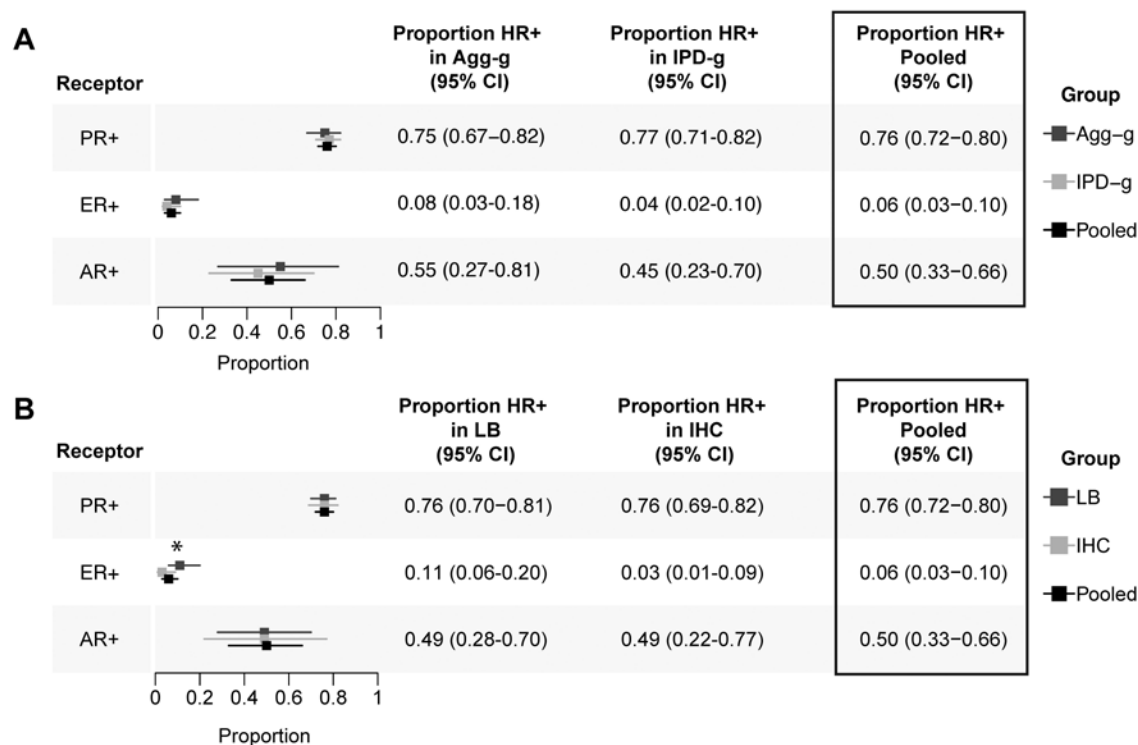 A
Receptor
Proportion HR+
in Agg-g
(95% CI)
Proportion HR+
in IPD-g
(95% CI)
Proportion HR+
Pooled
(95% CI)
Group
Agg−g
IPD−g
Pooled
PR+ 0.75 (0.67−0.82) 0.77 (0.71-0.82) 0.76 (0.72−0.80)
ER+ 0.08 (0.03-0.18) 0.04 (0.02-0.10) 0.06 (0.03−0.10)
AR+ 0.55 (0.27-0.81) 0.45 (0.23-0.70) 0.50 (0.33−0.66)
0 0.2 0.4 0.6 0.8 1
Proportion
B
Receptor
Proportion HR+
in LB
(95% CI)
Proportion HR+
in IHC
(95% CI)
Proportion HR+
Pooled
(95% CI)
Group
LB
IHC
Pooled
PR+ 0.76 (0.70−0.81) 0.76 (0.69-0.82) 0.76 (0.72−0.80)
*
ER+ 0.11 (0.06-0.20) 0.03 (0.01-0.09) 0.06 (0.03−0.10)
AR+ 0.49 (0.28-0.70) 0.49 (0.22-0.77) 0.50 (0.33−0.66)
0 0.2 0.4 0.6 0.8 1
Proportion